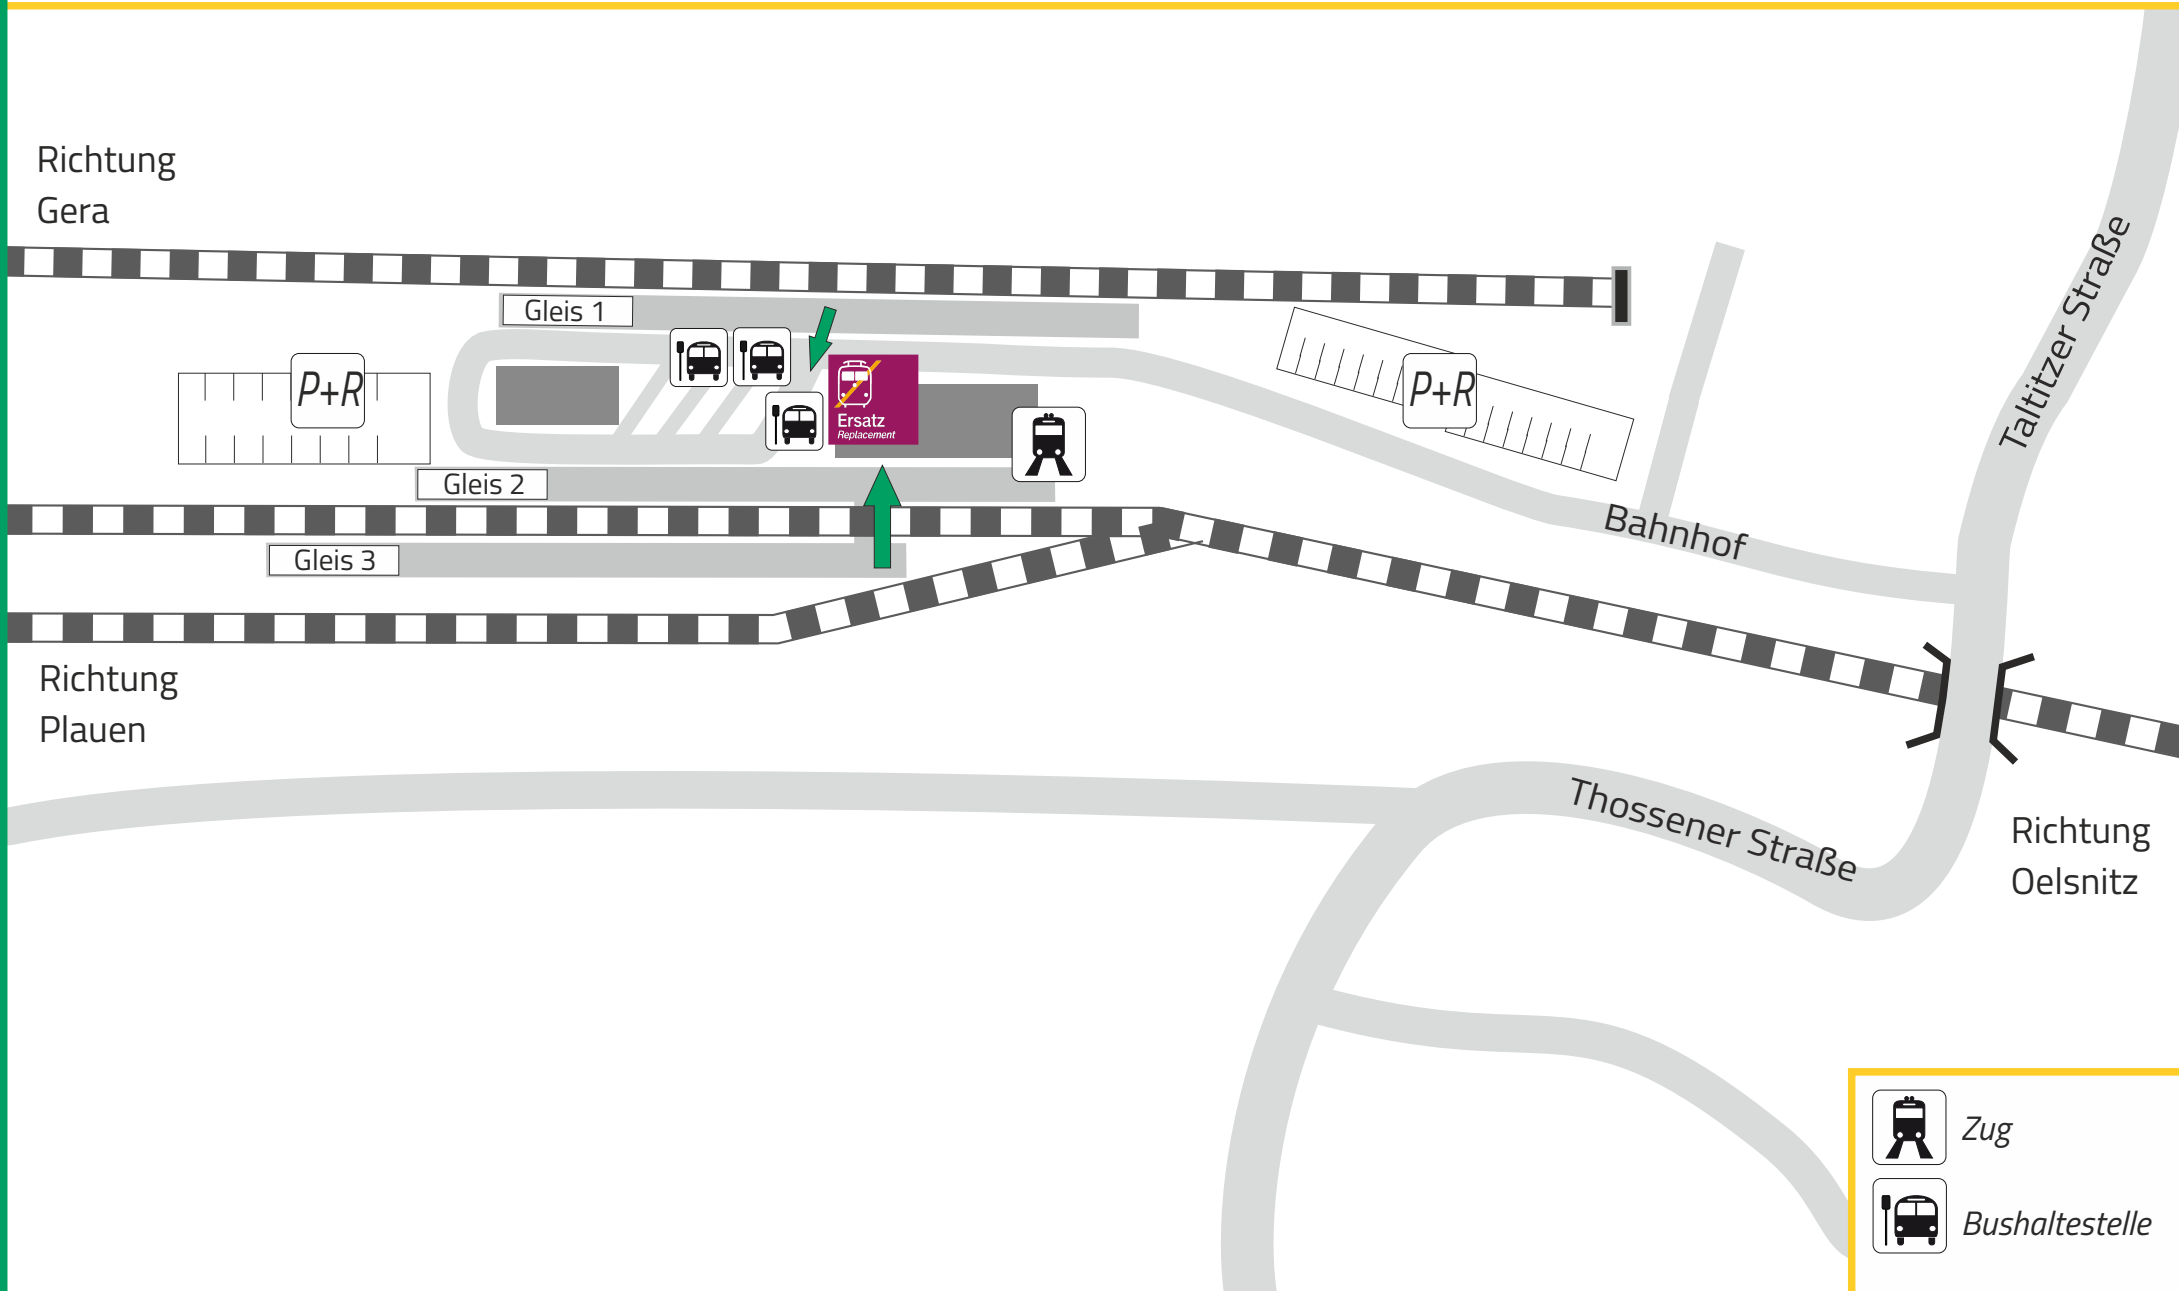 Richtung
Gera
Gleis 1
P+R
Ersatz
Replacement
P+R
Taltitzer Straße
Gleis 2
Bahnhof
Gleis 3
Richtung
Plauen
Thossener Straße
Richtung
Oelsnitz
Zug
Bushaltestelle